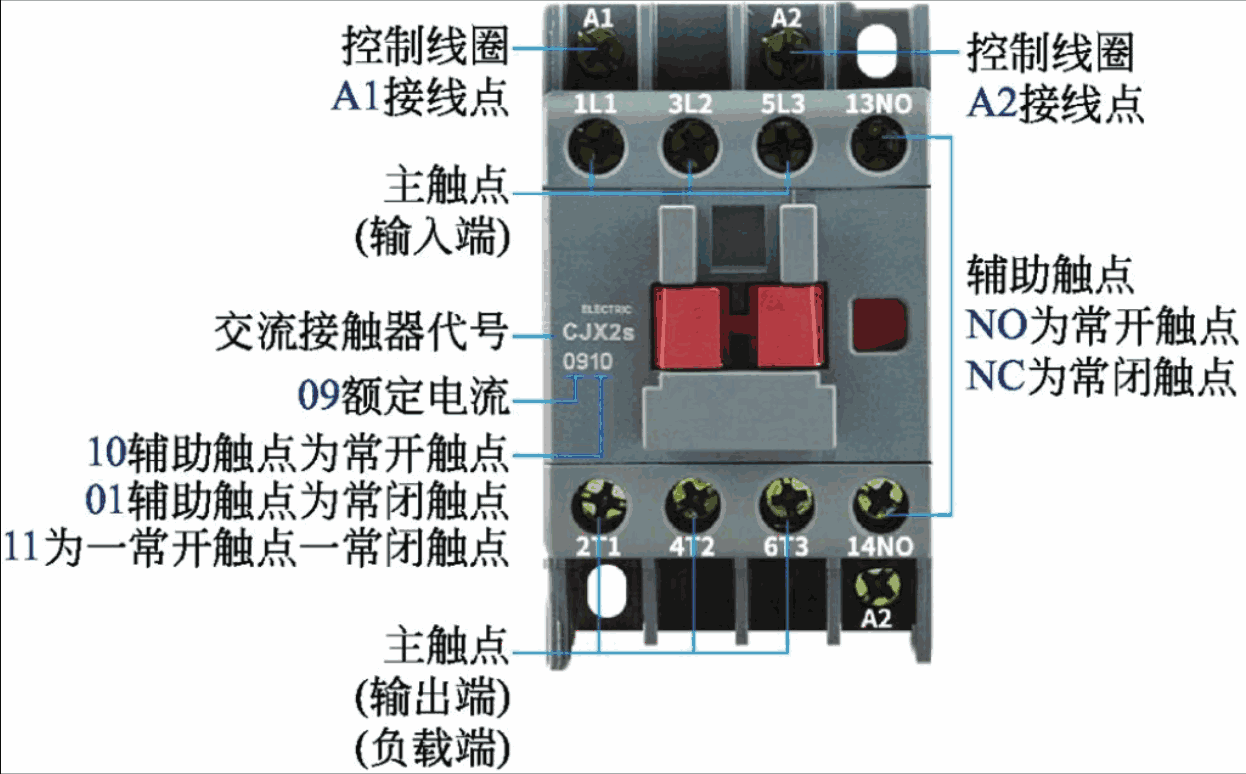 控制线圈
A1接线点
主触点
(输入端)
交流接触器代号
09额定电流
10辅助触点为常开触点
01辅助触点为常闭触点
11为一常开触点一常闭触点
主触点
(输出端)
(负载端)
A1
A2
1L1
3L2
5L3
13NO
ELECTRIC
CJX2s
0910
2T1
4T2
6T3
14NO
A2
控制线圈
A2接线点
辅助触点
NO为常开触点
NC为常闭触点